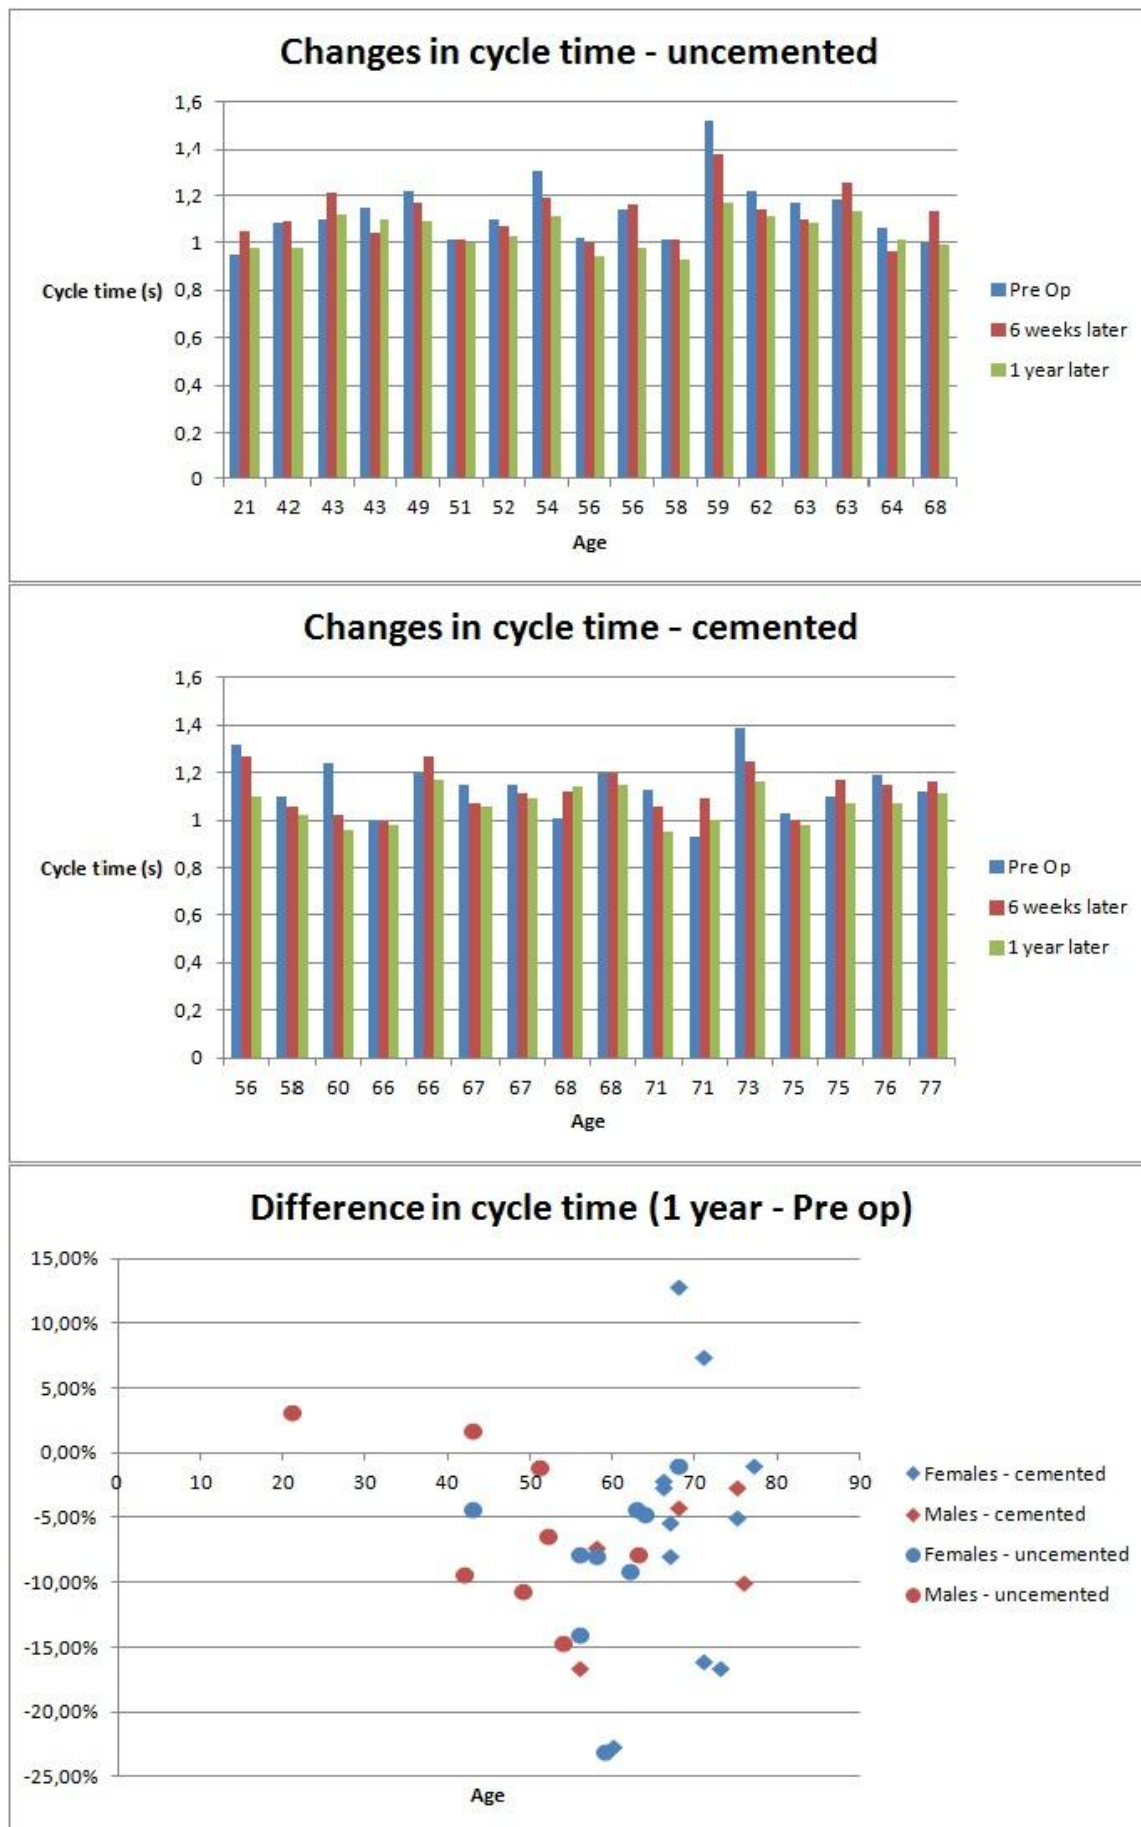 Changes in cycle time - uncemented
1,6
1,4
1,2
1
0,8
0,6
0,4
0,2
0
Cycle time (s)
21 42 43 43 49 51 52 54 56 56 58 59 62 63 63 64 68
Age
Pre Op
6 weeks later
1 year later
Changes in cycle time - cemented
1,6
1,4
1,2
1
0,8
0,6
0,4
0,2
0
Cycle time (s)
56 58 60 66 66 67 67 68 68 71 71 73 75 75 76 77
Age
Pre Op
6 weeks later
1 year later
Difference in cycle time (1 year - Pre op)
15,00%
10,00%
5,00%
0,00%
-5,00%
-10,00%
-15,00%
-20,00%
-25,00%
0 10 20 30 40 50 60 70 80 90
Age
Females - cemented
Males - cemented
Females - uncemented
Males - uncemented